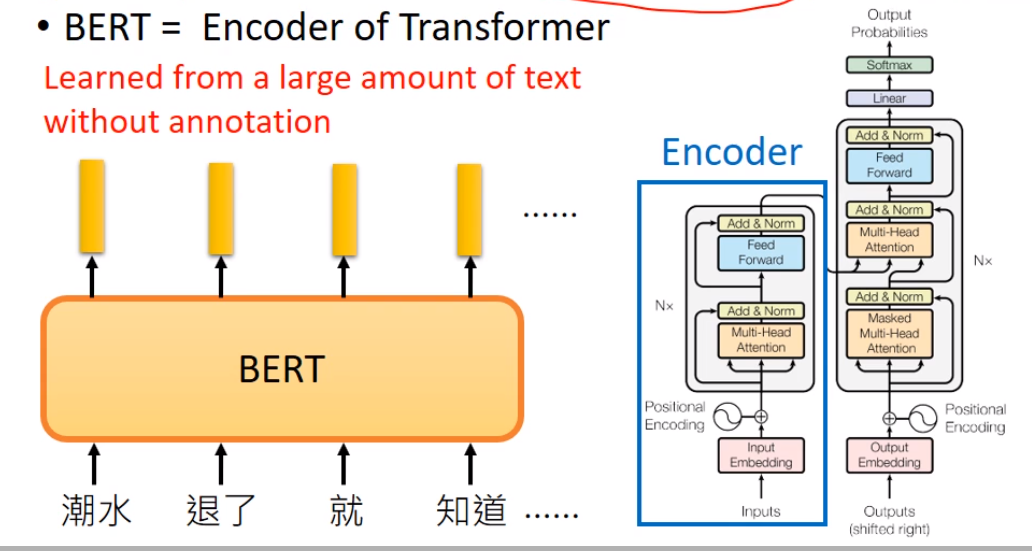 • BERT = Encoder of Transformer
Learned from a large amount of text
without annotation
......
BERT
潮水 退了 就 知道 ......
Encoder
Add & Norm
Feed
Forward
Nx
Add & Norm
Multi-Head
Attention
Positional
Encoding
Input
Embedding
Inputs
Output
Probabilities
Softmax
Linear
Add & Norm
Feed
Forward
Add & Norm
Multi-Head
Attention
Nx
Add & Norm
Masked
Multi-Head
Attention
Positional
Encoding
Output
Embedding
Outputs
(shifted right)